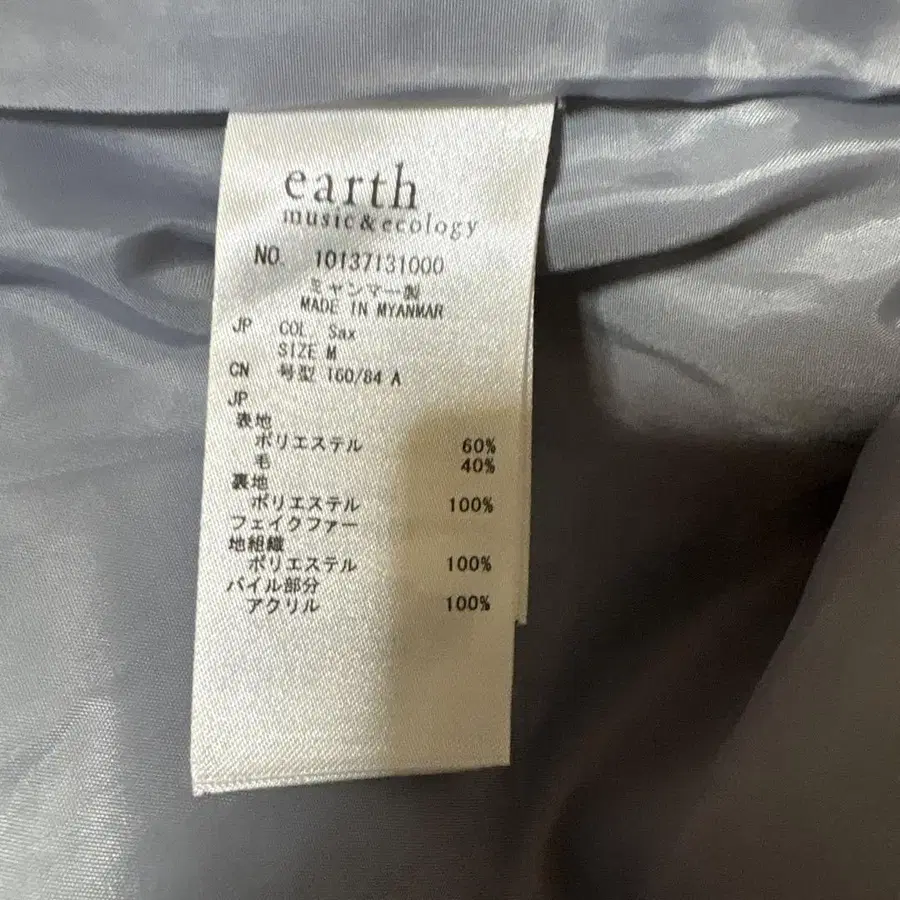 earth
music & ecology
NO. 10137131000
ミャンマー製
MADE IN MYANMAR
JP COL. Sax
SIZE M
CN 号型 160/84 A
JP
表地
ポリエステル 60%
毛 40%
裏地
ポリエステル 100%
フェイクファー
地組織
ポリエステル 100%
パイル部分
アクリル 100%